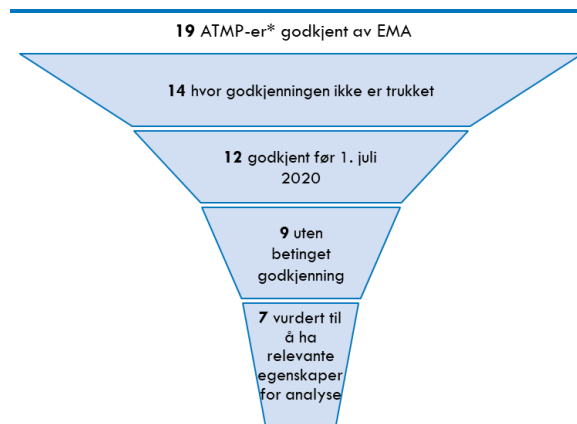 19 ATMP-er* godkjent av EMA
14 hvor godkjenningen ikke er trukket
12 godkjent før 1. juli
2020
9 uten
betinget
godkjenning
7 vurdert til
å ha
relevante
egenskaper
for analyse